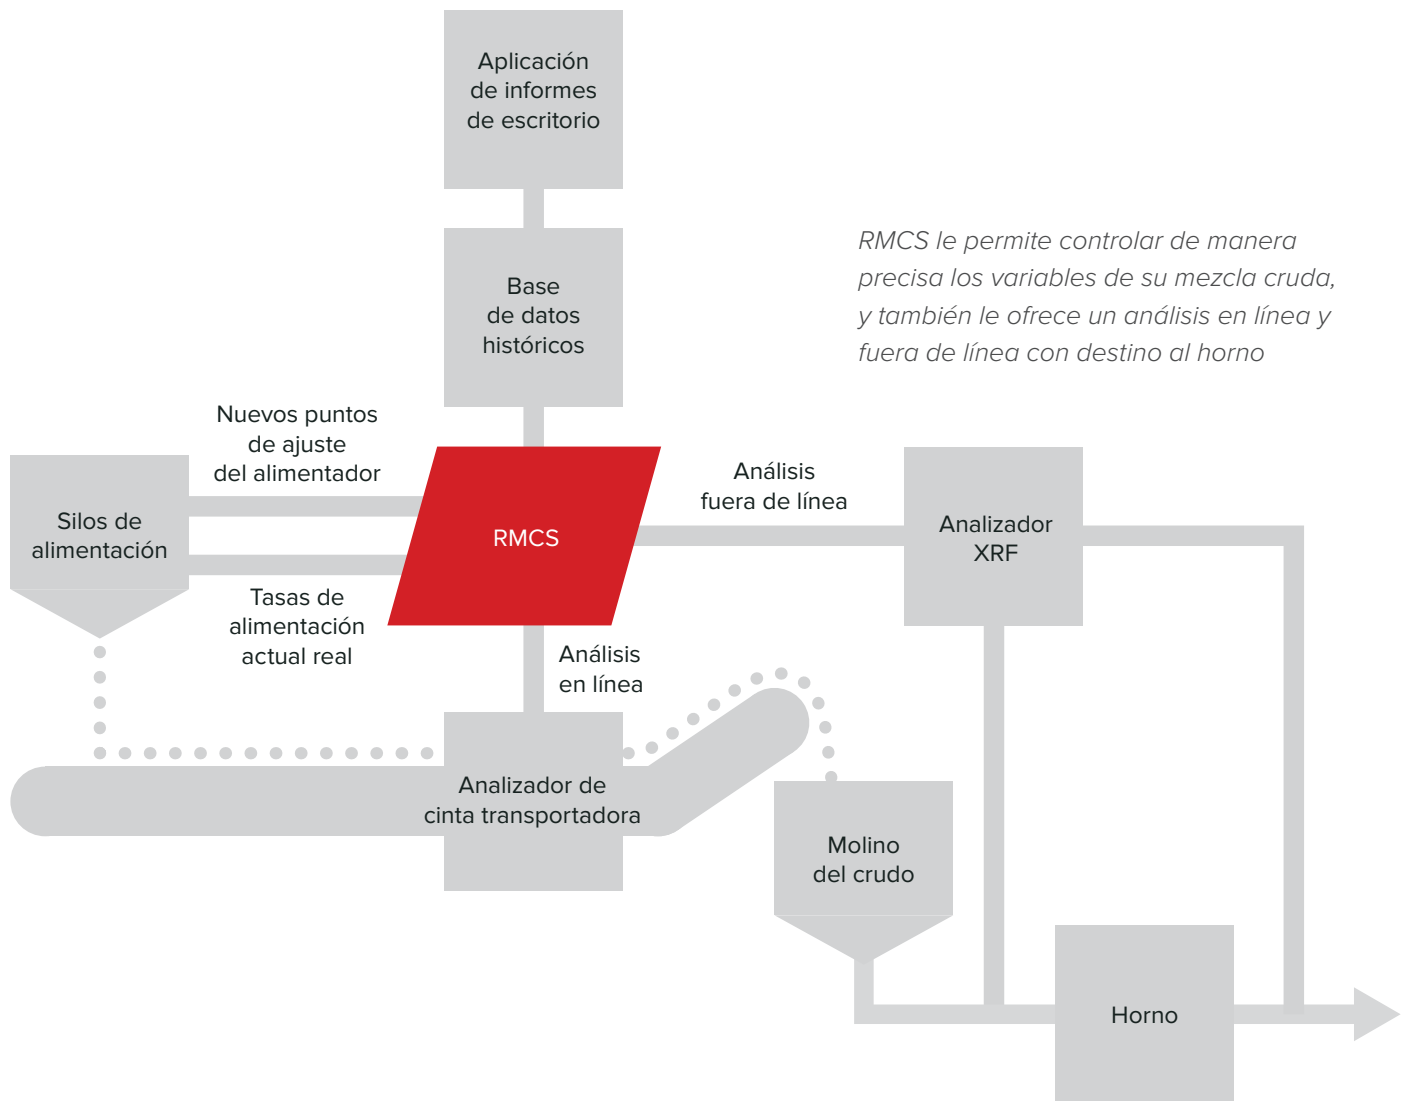 Aplicación
de informes
de escritorio
RMCS le permite controlar de manera
precisa los variables de su mezcla cruda,
y también le ofrece un análisis en línea y
fuera de línea con destino al horno
Base
de datos
históricos
Nuevos puntos
de ajuste
del alimentador
Silos de
alimentación
Tasas de
alimentación
actual real
RMCS
Análisis
fuera de línea
Analizador
XRF
Análisis
en línea
Analizador de
cinta transportadora
Molino
del crudo
Horno